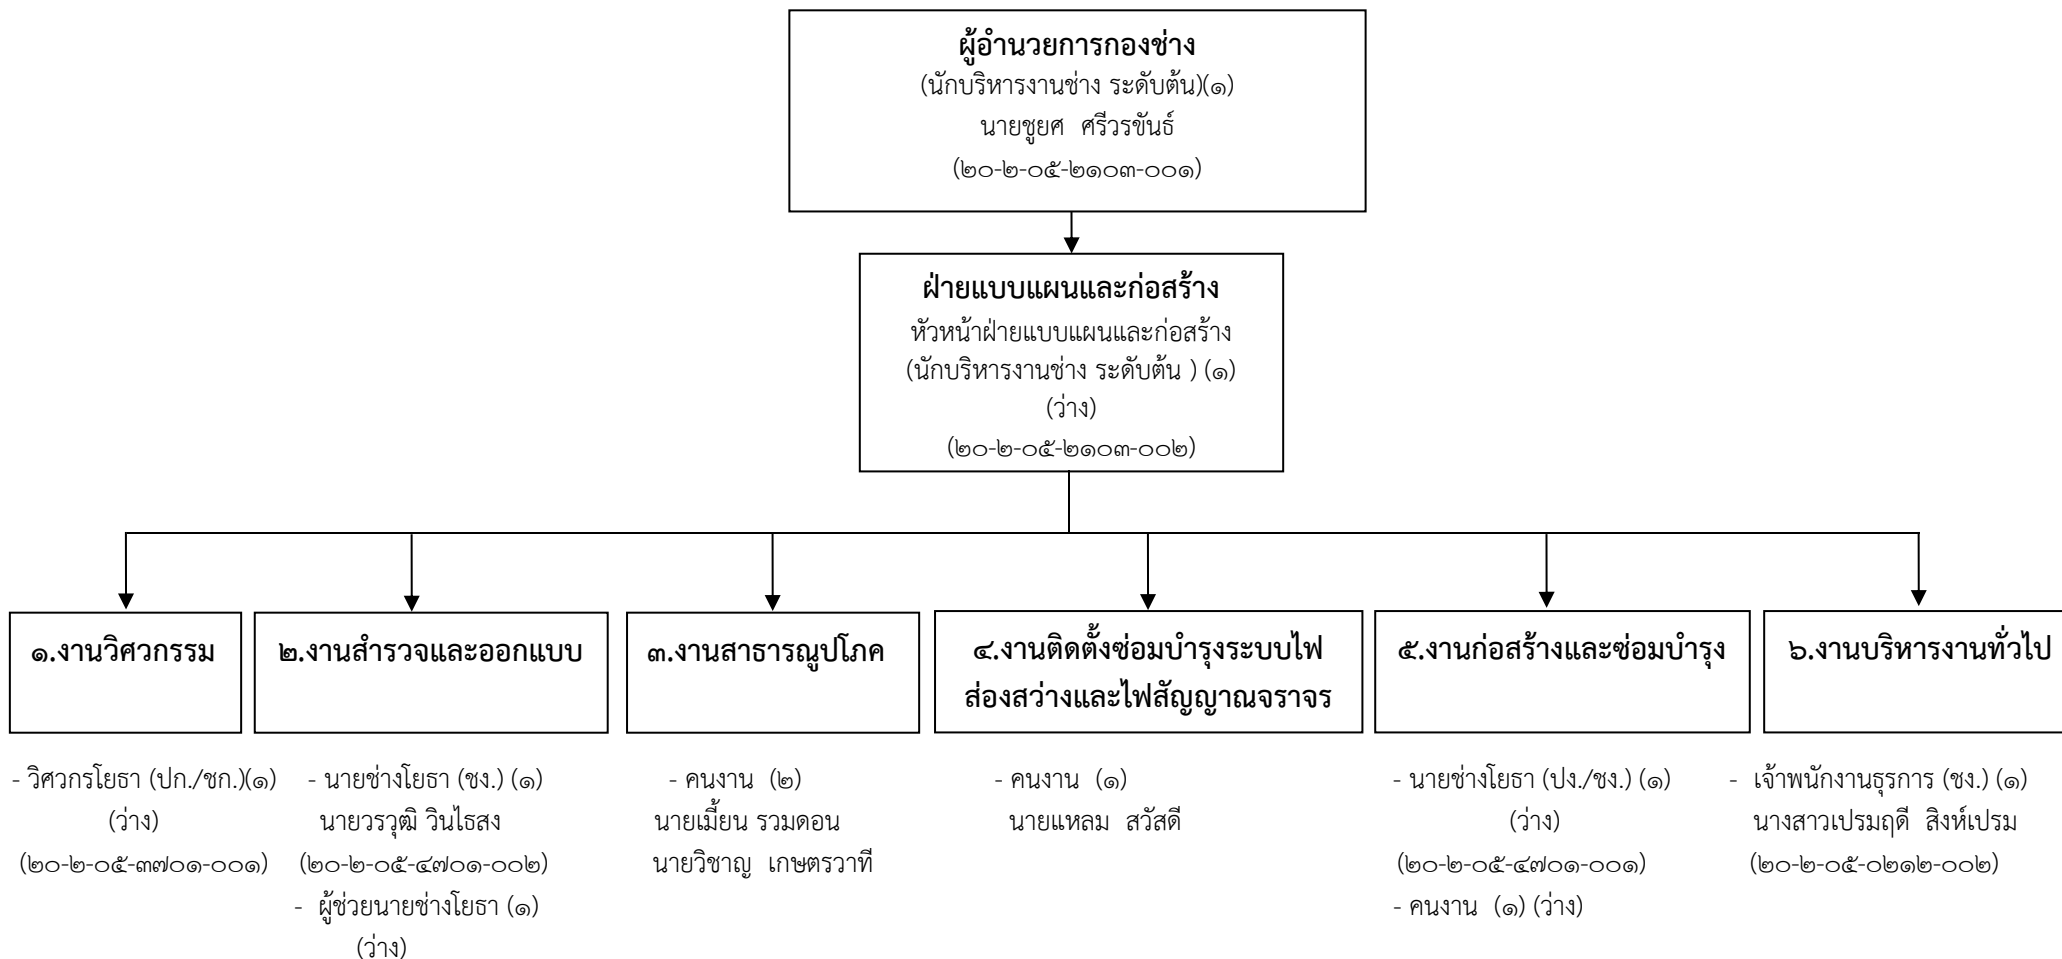 ผู้อำนวยการกองช่าง
(นักบริหารงานช่าง ระดับต้น)(๑)
นายชูยศ ศรีวรขันธ์
(๒๐-๒-๐๕-๒๑๐๓-๐๐๑)
ฝ่ายแบบแผนและก่อสร้าง
หัวหน้าฝ่ายแบบแผนและก่อสร้าง
(นักบริหารงานช่าง ระดับต้น ) (๑)
(ว่าง)
(๒๐-๒-๐๕-๒๑๐๓-๐๐๒)
๑.งานวิศวกรรม
- วิศวกรโยธา (ปก./ชก.)(๑)
(ว่าง)
(๒๐-๒-๐๕-๓๗๐๑-๐๐๑)
๒.งานสำรวจและออกแบบ
- นายช่างโยธา (ชง.) (๑)
นายวรวุฒิ วินไธสง
(๒๐-๒-๐๕-๔๗๐๑-๐๐๒)
- ผู้ช่วยนายช่างโยธา (๑)
(ว่าง)
๓.งานสาธารณูปโภค
- คนงาน (๒)
นายเมี้ยน รวมดอน
นายวิชาญ เกษตรวาที
๔.งานติดตั้งซ่อมบำรุงระบบไฟ
ส่องสว่างและไฟสัญญาณจราจร
- คนงาน (๑)
นายแหลม สวัสดี
๕.งานก่อสร้างและซ่อมบำรุง
- นายช่างโยธา (ปง./ชง.) (๑)
(ว่าง)
(๒๐-๒-๐๕-๔๗๐๑-๐๐๑)
- คนงาน (๑) (ว่าง)
๖.งานบริหารงานทั่วไป
- เจ้าพนักงานธุรการ (ชง.) (๑)
นางสาวเปรมฤดี สิงห์เปรม
(๒๐-๒-๐๕-๐๒๑๒-๐๐๒)